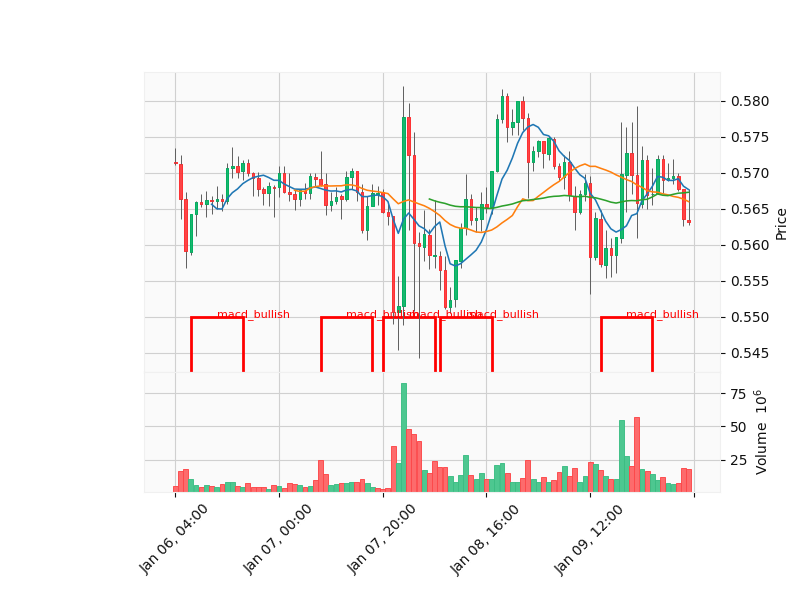 0.580
0.575
0.570
0.565
0.560
0.555
0.550
0.545
Price
macd_bullish
macd_bullish
macd_bullish
macd_bullish
macd_bullish
75
50
25
Volume 10^6
Jan 06, 04:00
Jan 07, 00:00
Jan 07, 20:00
Jan 08, 16:00
Jan 09, 12:00